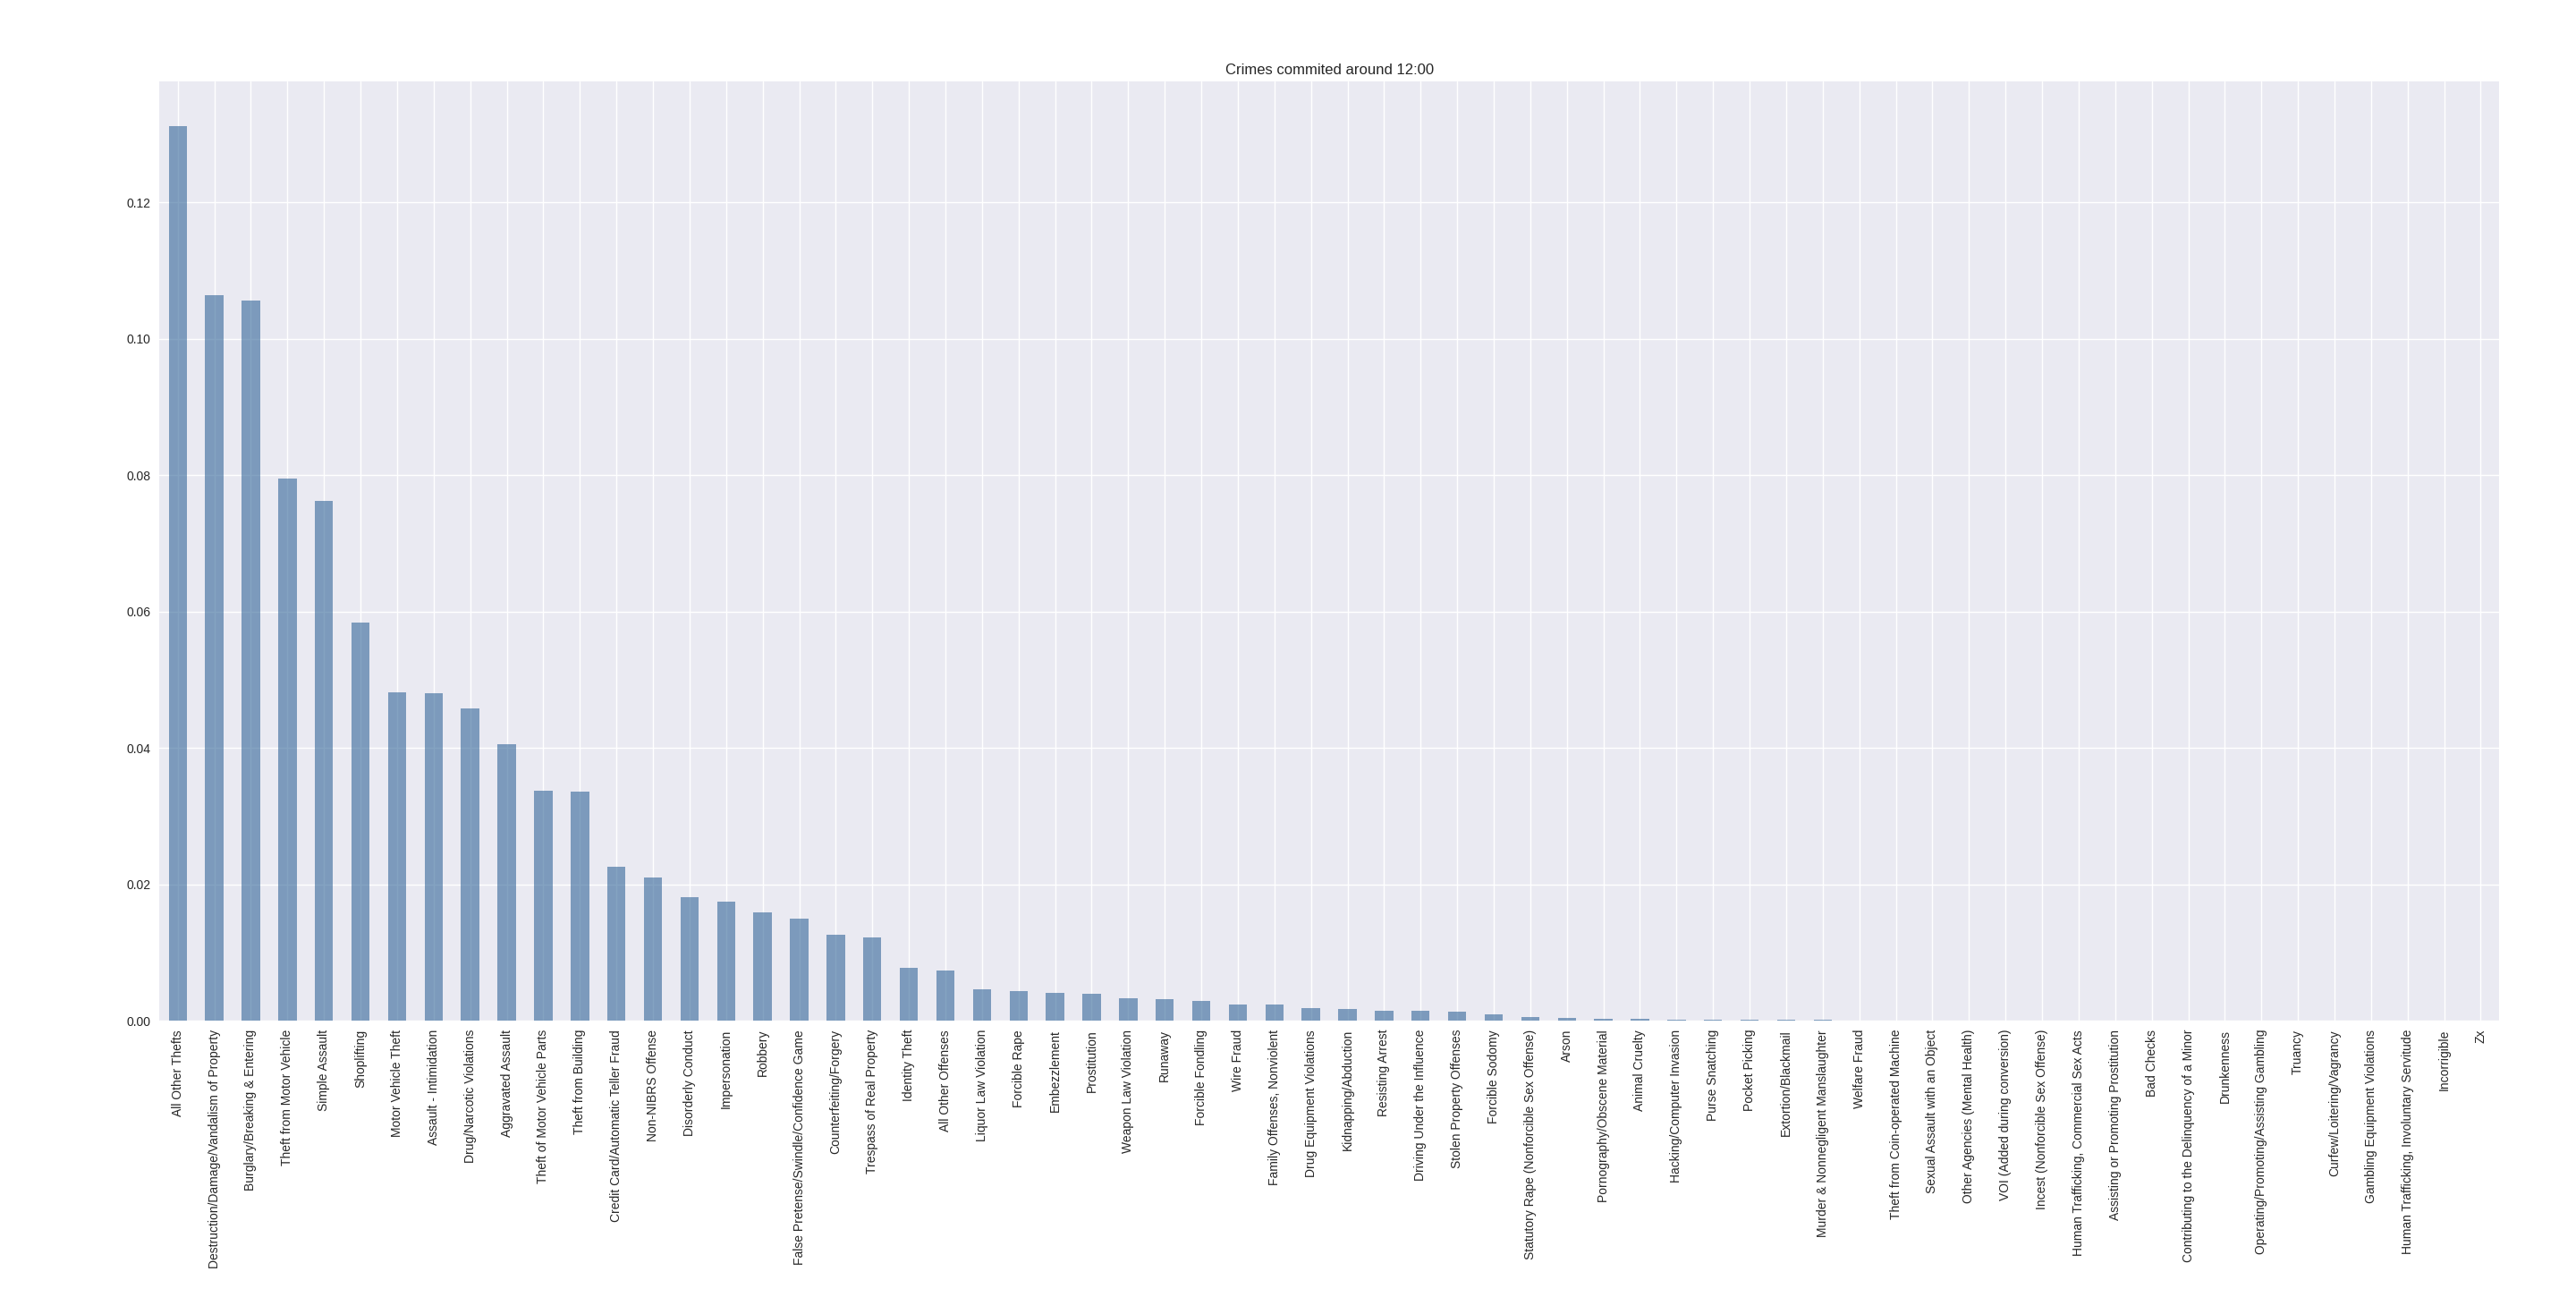 Crimes commited around 12:00
0.12
0.10
0.08
0.06
0.04
0.02
0.00
All Other Thefts
Destruction/Damage/Vandalism of Property
Burglary/Breaking & Entering
Theft from Motor Vehicle
Simple Assault
Shoplifting
Motor Vehicle Theft
Assault - Intimidation
Drug/Narcotic Violations
Aggravated Assault
Theft of Motor Vehicle Parts
Theft from Building
Credit Card/Automatic Teller Fraud
Non-NIBRS Offense
Disorderly Conduct
Impersonation
Robbery
False Pretense/Swindle/Confidence Game
Counterfeiting/Forgery
Trespass of Real Property
Identity Theft
All Other Offenses
Liquor Law Violation
Forcible Rape
Embezzlement
Prostitution
Weapon Law Violation
Runaway
Forcible Fondling
Wire Fraud
Family Offenses, Nonviolent
Drug Equipment Violations
Kidnapping/Abduction
Resisting Arrest
Driving Under the Influence
Stolen Property Offenses
Forcible Sodomy
Statutory Rape (Nonforcible Sex Offense)
Arson
Pornography/Obscene Material
Animal Cruelty
Hacking/Computer Invasion
Purse Snatching
Pocket Picking
Extortion/Blackmail
Murder & Nonnegligent Manslaughter
Welfare Fraud
Theft from Coin-operated Machine
Sexual Assault with an Object
Other Agencies (Mental Health)
VOI (Added during conversion)
Incest (Nonforcible Sex Offense)
Human Trafficking, Commercial Sex Acts
Assisting or Promoting Prostitution
Bad Checks
Contributing to the Delinquency of a Minor
Drunkenness
Operating/Promoting/Assisting Gambling
Truancy
Curfew/Loitering/Vagrancy
Gambling Equipment Violations
Human Trafficking, Involuntary Servitude
Incorrigible
Zx